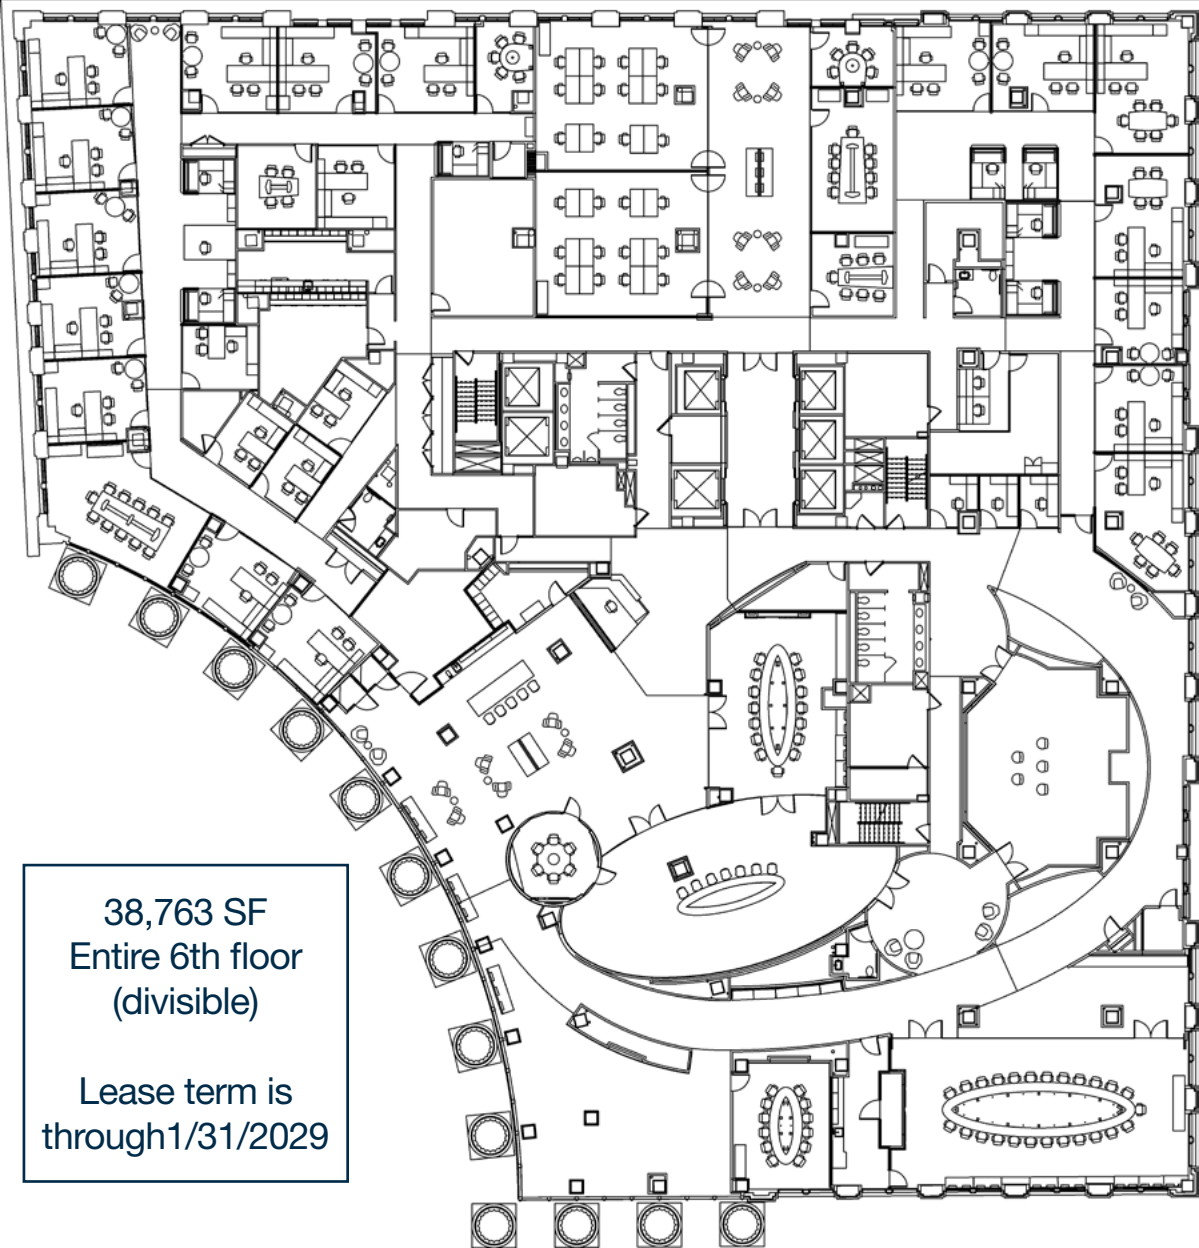 38,763 SF
Entire 6th floor
(divisible)
Lease term is
through1/31/2029